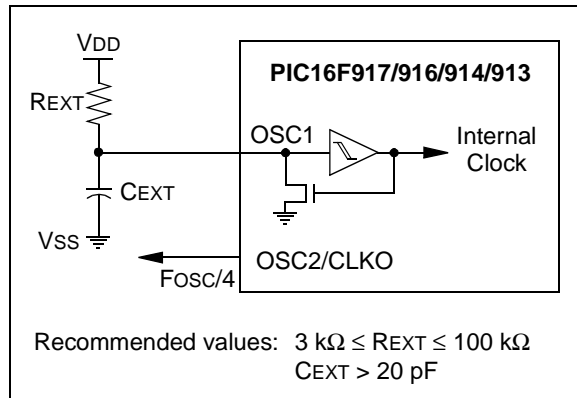 VDD
PIC16F917/916/914/913
REXT
OSC1
Internal
Clock
CEXT
VSS
OSC2/CLKO
FOSC/4
Recommended values: 3 kΩ ≤ REXT ≤ 100 kΩ
CEXT > 20 pF